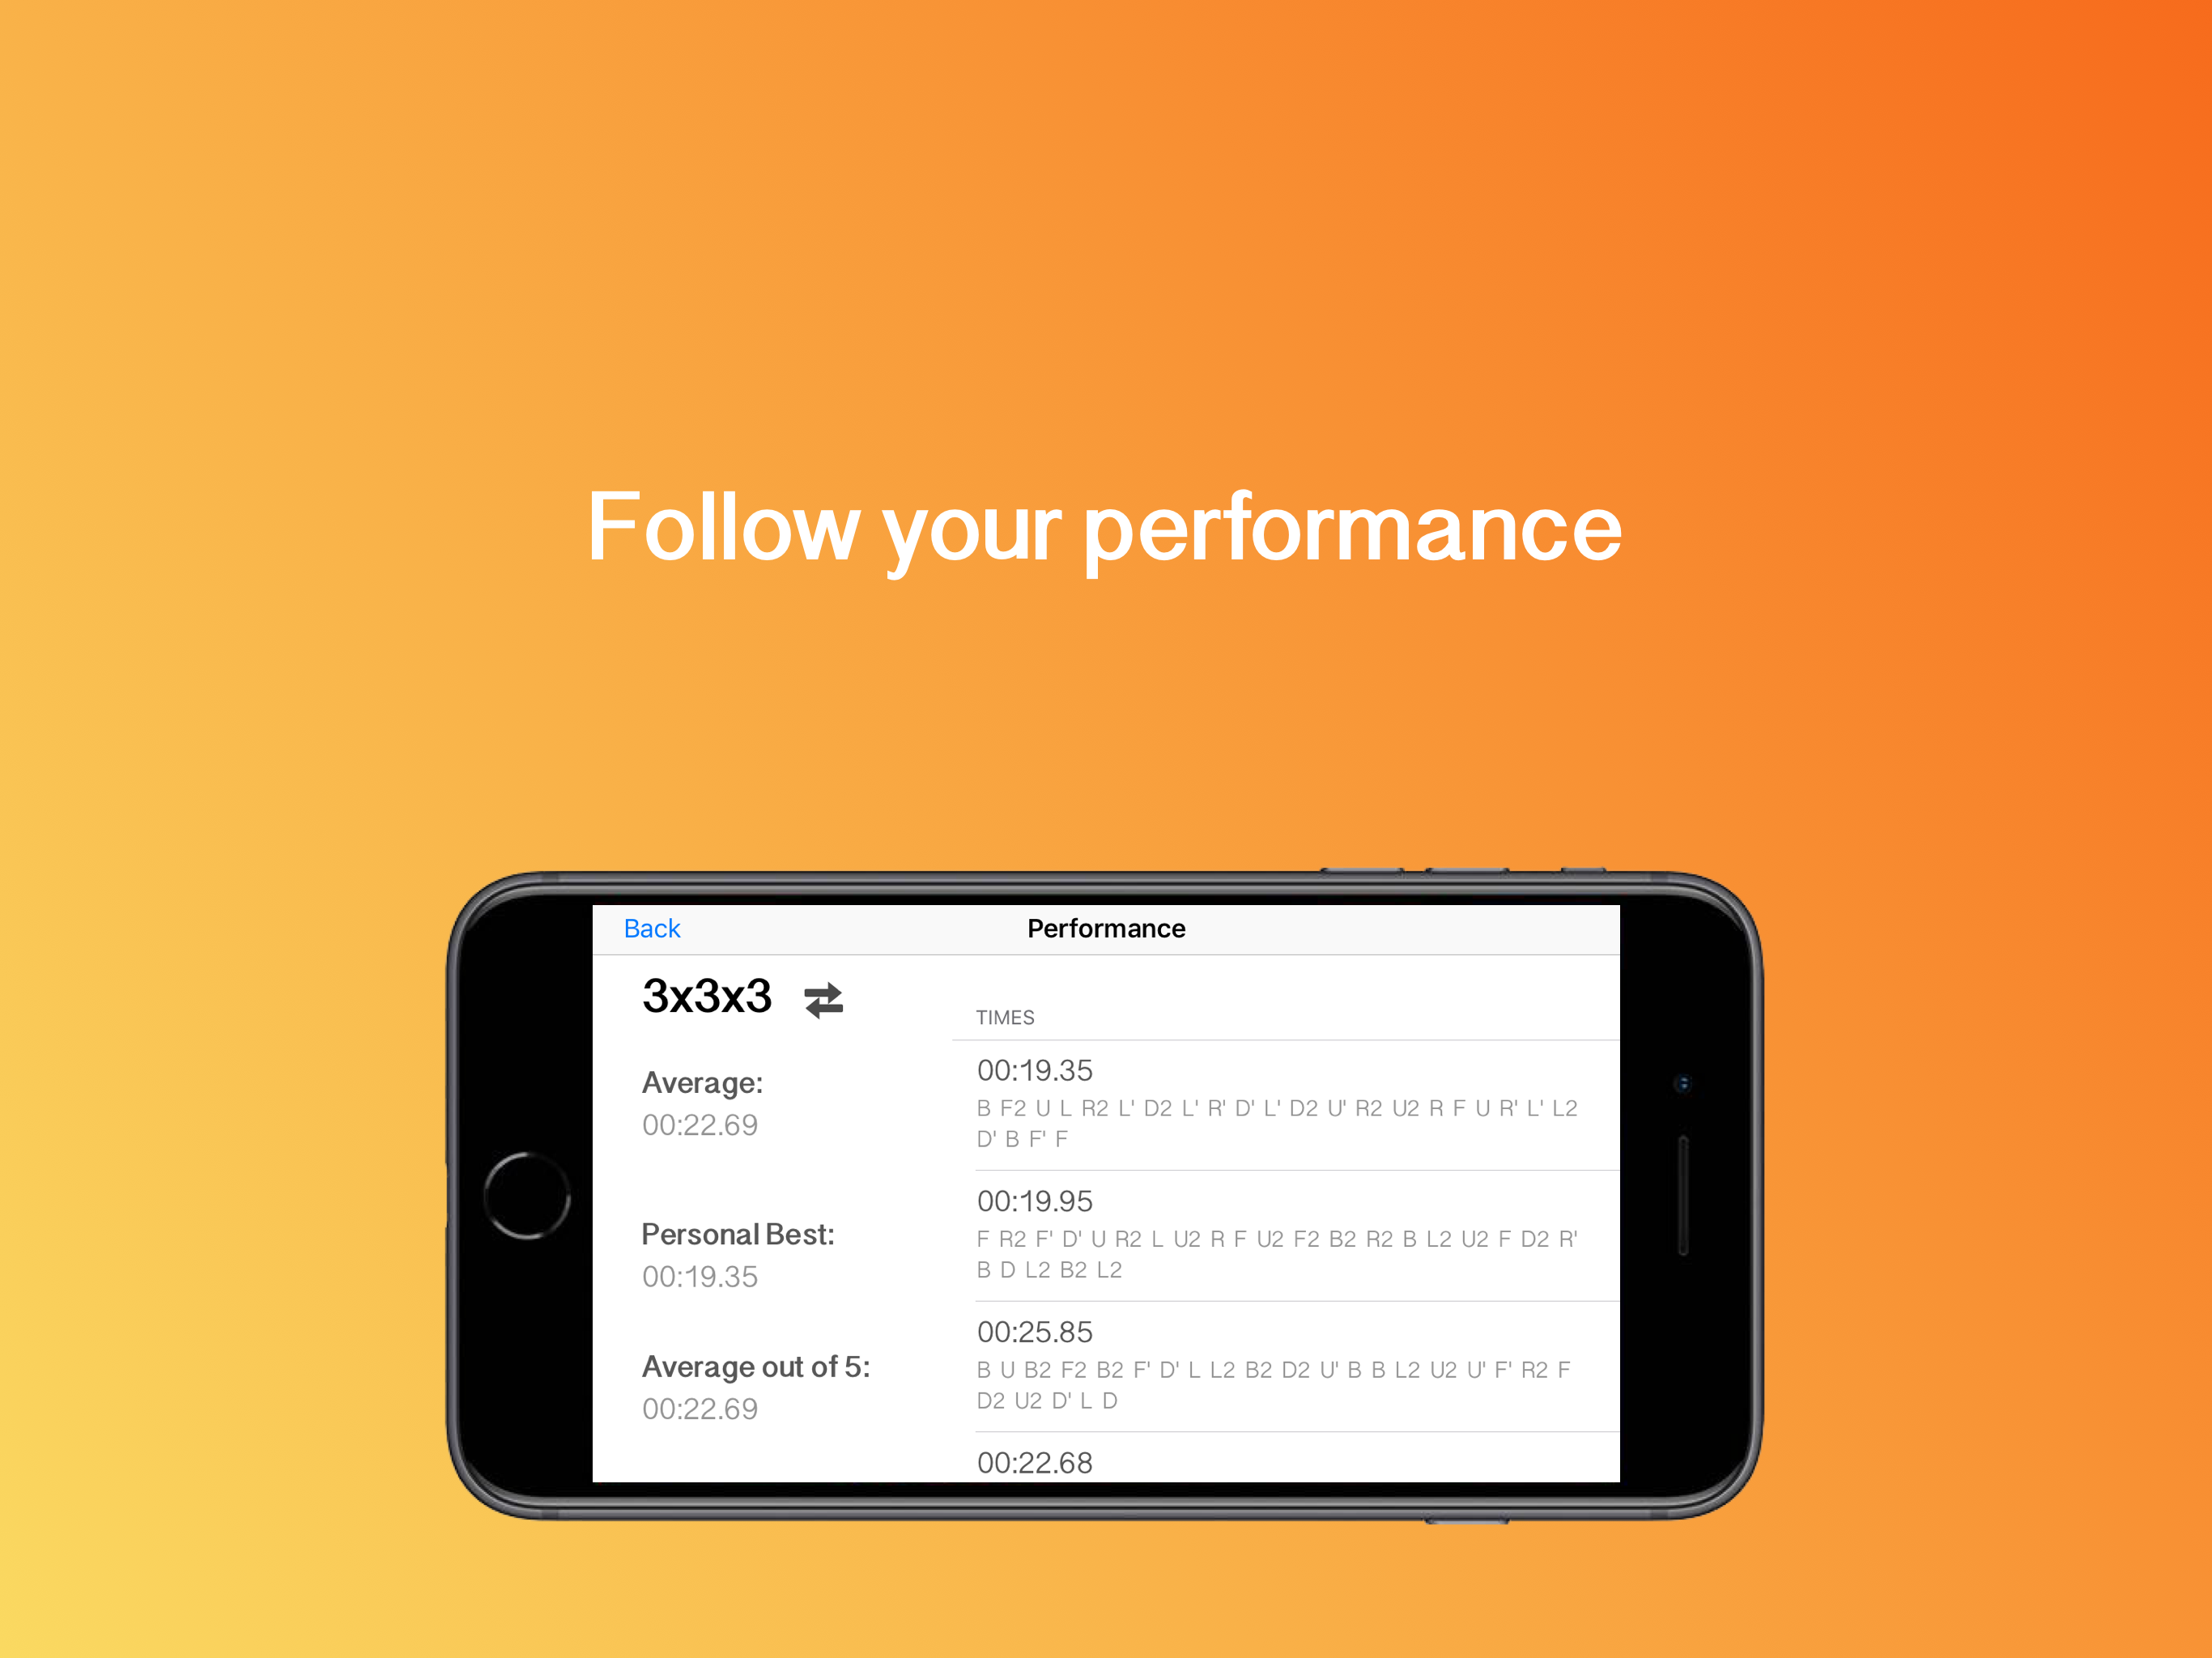 Follow your performance
Back
Performance
3x3x3
Average:
00:22.69
Personal Best:
00:19.35
Average out of 5:
00:22.69
TIMES
00:19.35
B F2 U L R2 L' D2 L' R' D' L' D2 U' R2 U2 R F U R' L' L2
D' B F' F
00:19.95
F R2 F' D' U R2 L U2 R F U2 F2 B2 R2 B L2 U2 F D2 R'
B D L2 B2 L2
00:25.85
B U B2 F2 B2 F' D' L L2 B2 D2 U' B B L2 U2 U' F' R2 F
D2 U2 D' L D
00:22.68